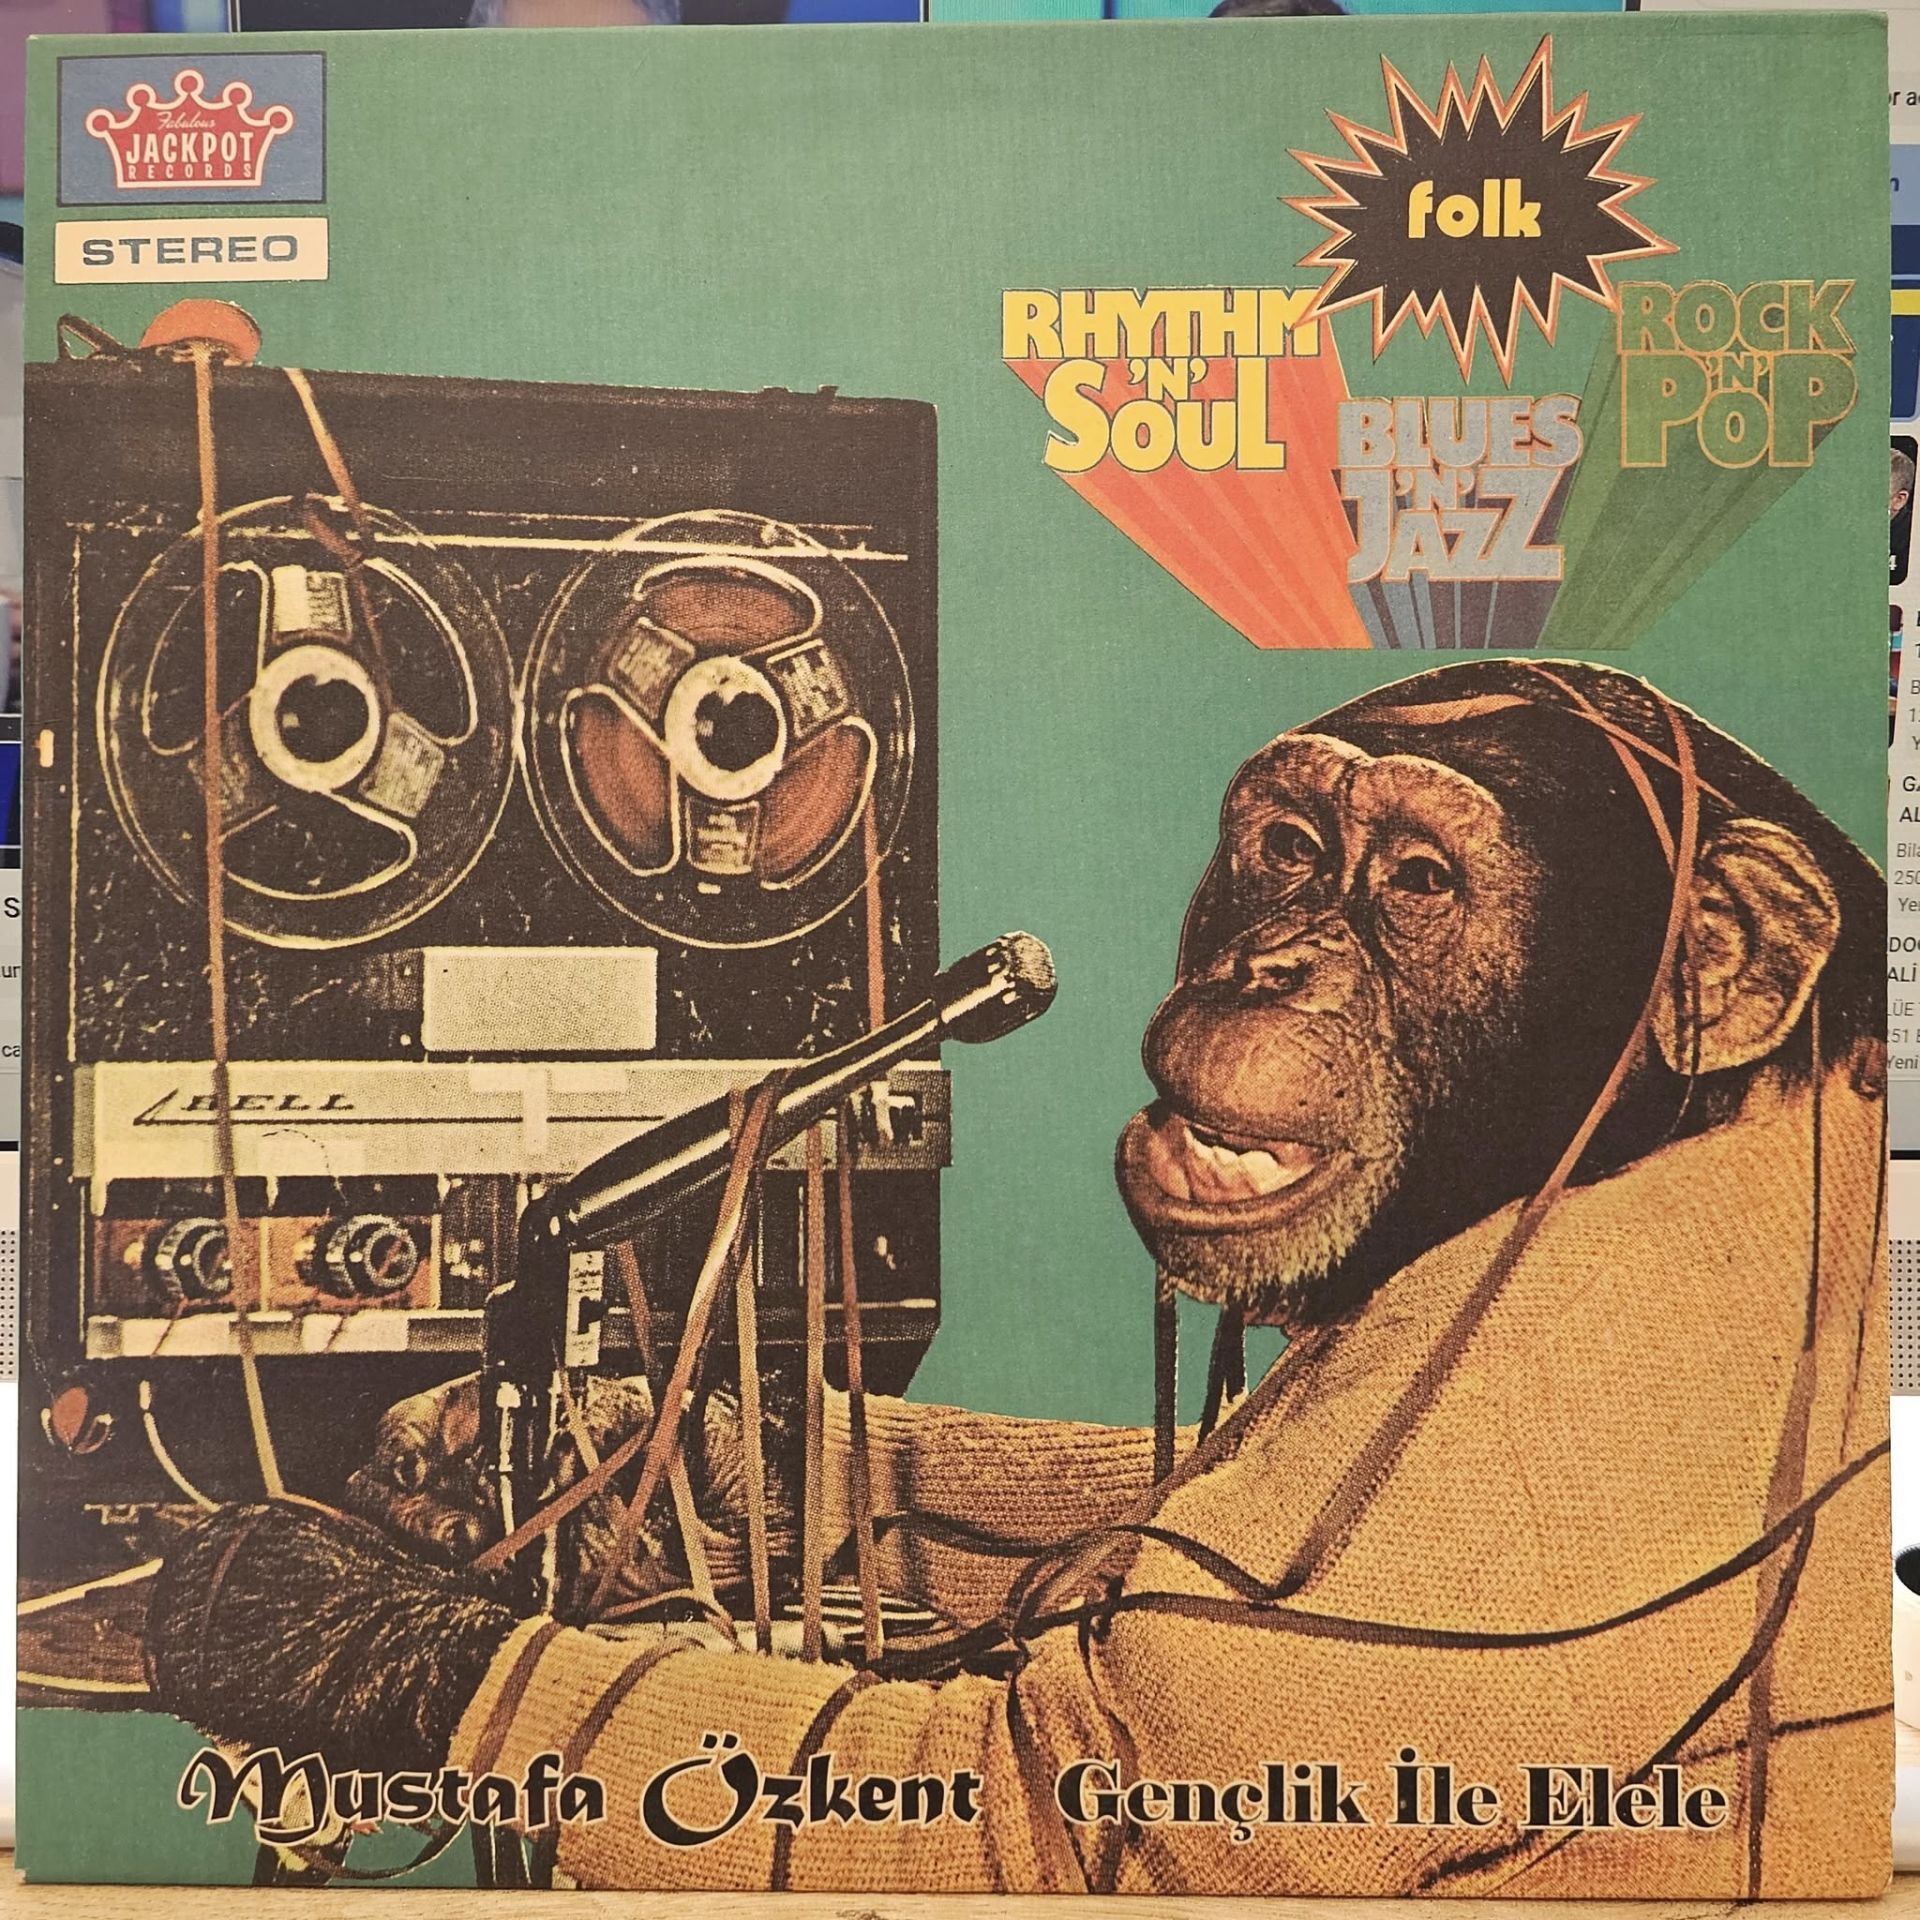 Fabulous
JACKPOT
RECORDS
STEREO
folk
RHYTHM
'N'
SOUL
BLUES
'N'
JAZZ
ROCK
'N'
POP
BELL
Mustafa Özkent Gençlik İle Elele